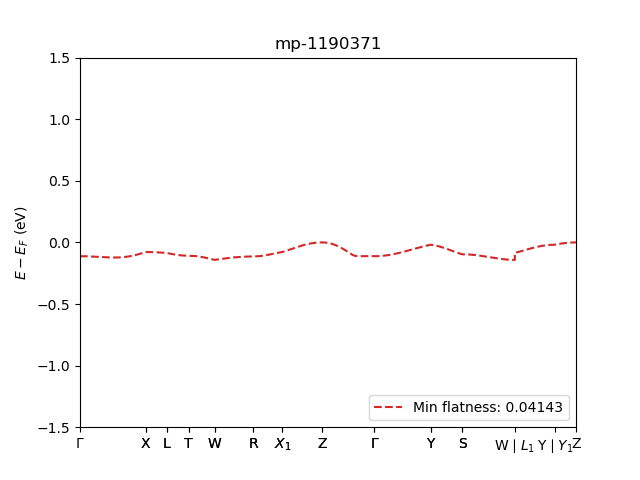 mp-1190371
1.5
1.0
0.5
0.0
−0.5
−1.0
−1.5
E − E_F (eV)
Min flatness: 0.04143
Γ X L T W R X₁ Z Γ Y S W | L₁ Y | Y₁ Z